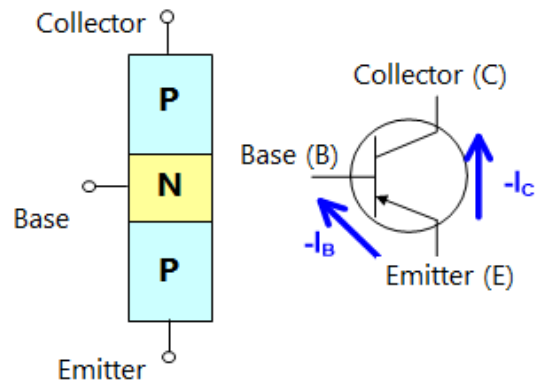 Collector
P
N
P
Base
Emitter
Collector (C)
Base (B)
-IC
-IB
Emitter (E)